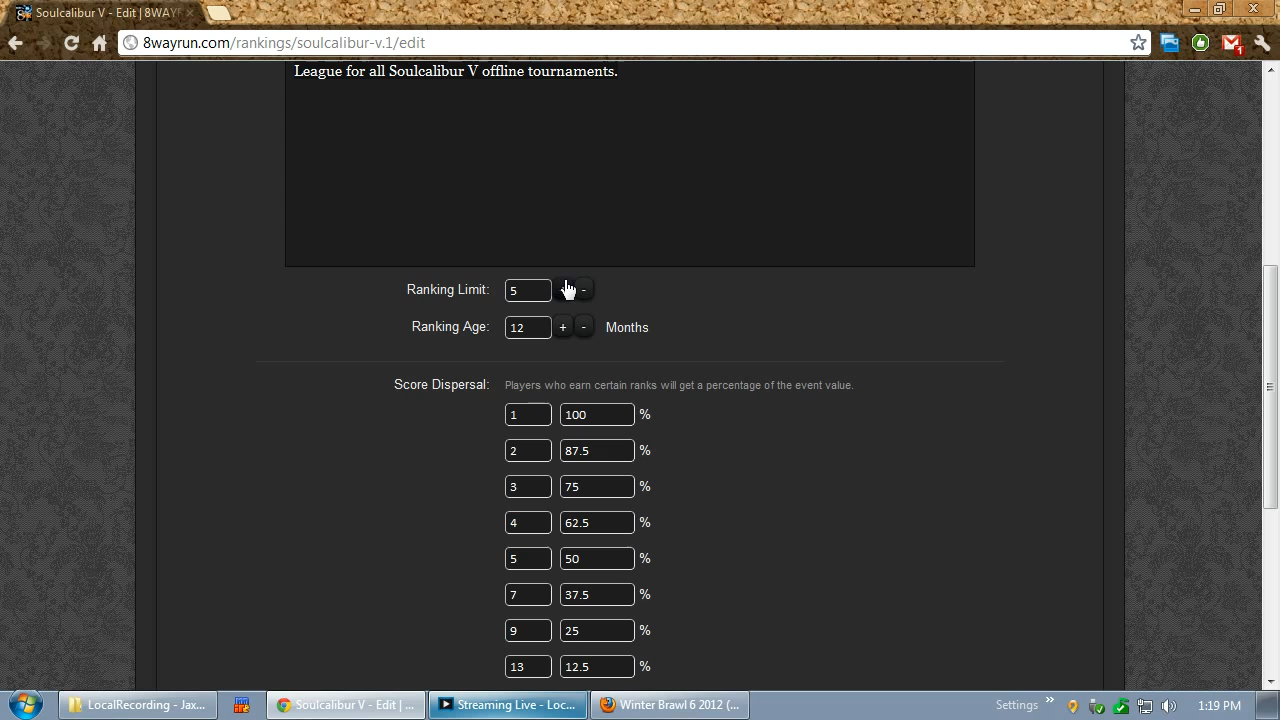 Soulcalibur V - Edit | 8WAYR
8wayrun.com/rankings/soulcalibur-v.1/edit
1
League for all Soulcalibur V offline tournaments.
Ranking Limit: 5 -
Ranking Age: 12 + - Months
Score Dispersal: Players who earn certain ranks will get a percentage of the event value.
1 100 %
2 87.5 %
3 75 %
4 62.5 %
5 50 %
7 37.5 %
9 25 %
13 12.5 %
LocalRecording - Jax... Soulcalibur V - Edit | ... Streaming Live - Loc... Winter Brawl 6 2012 (... Settings » 1:19 PM